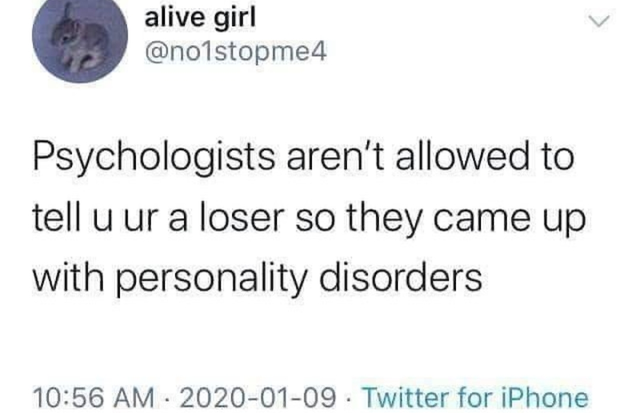 alive girl
@no1stopme4
Psychologists aren't allowed to
tell u ur a loser so they came up
with personality disorders
10:56 AM · 2020-01-09 · Twitter for iPhone